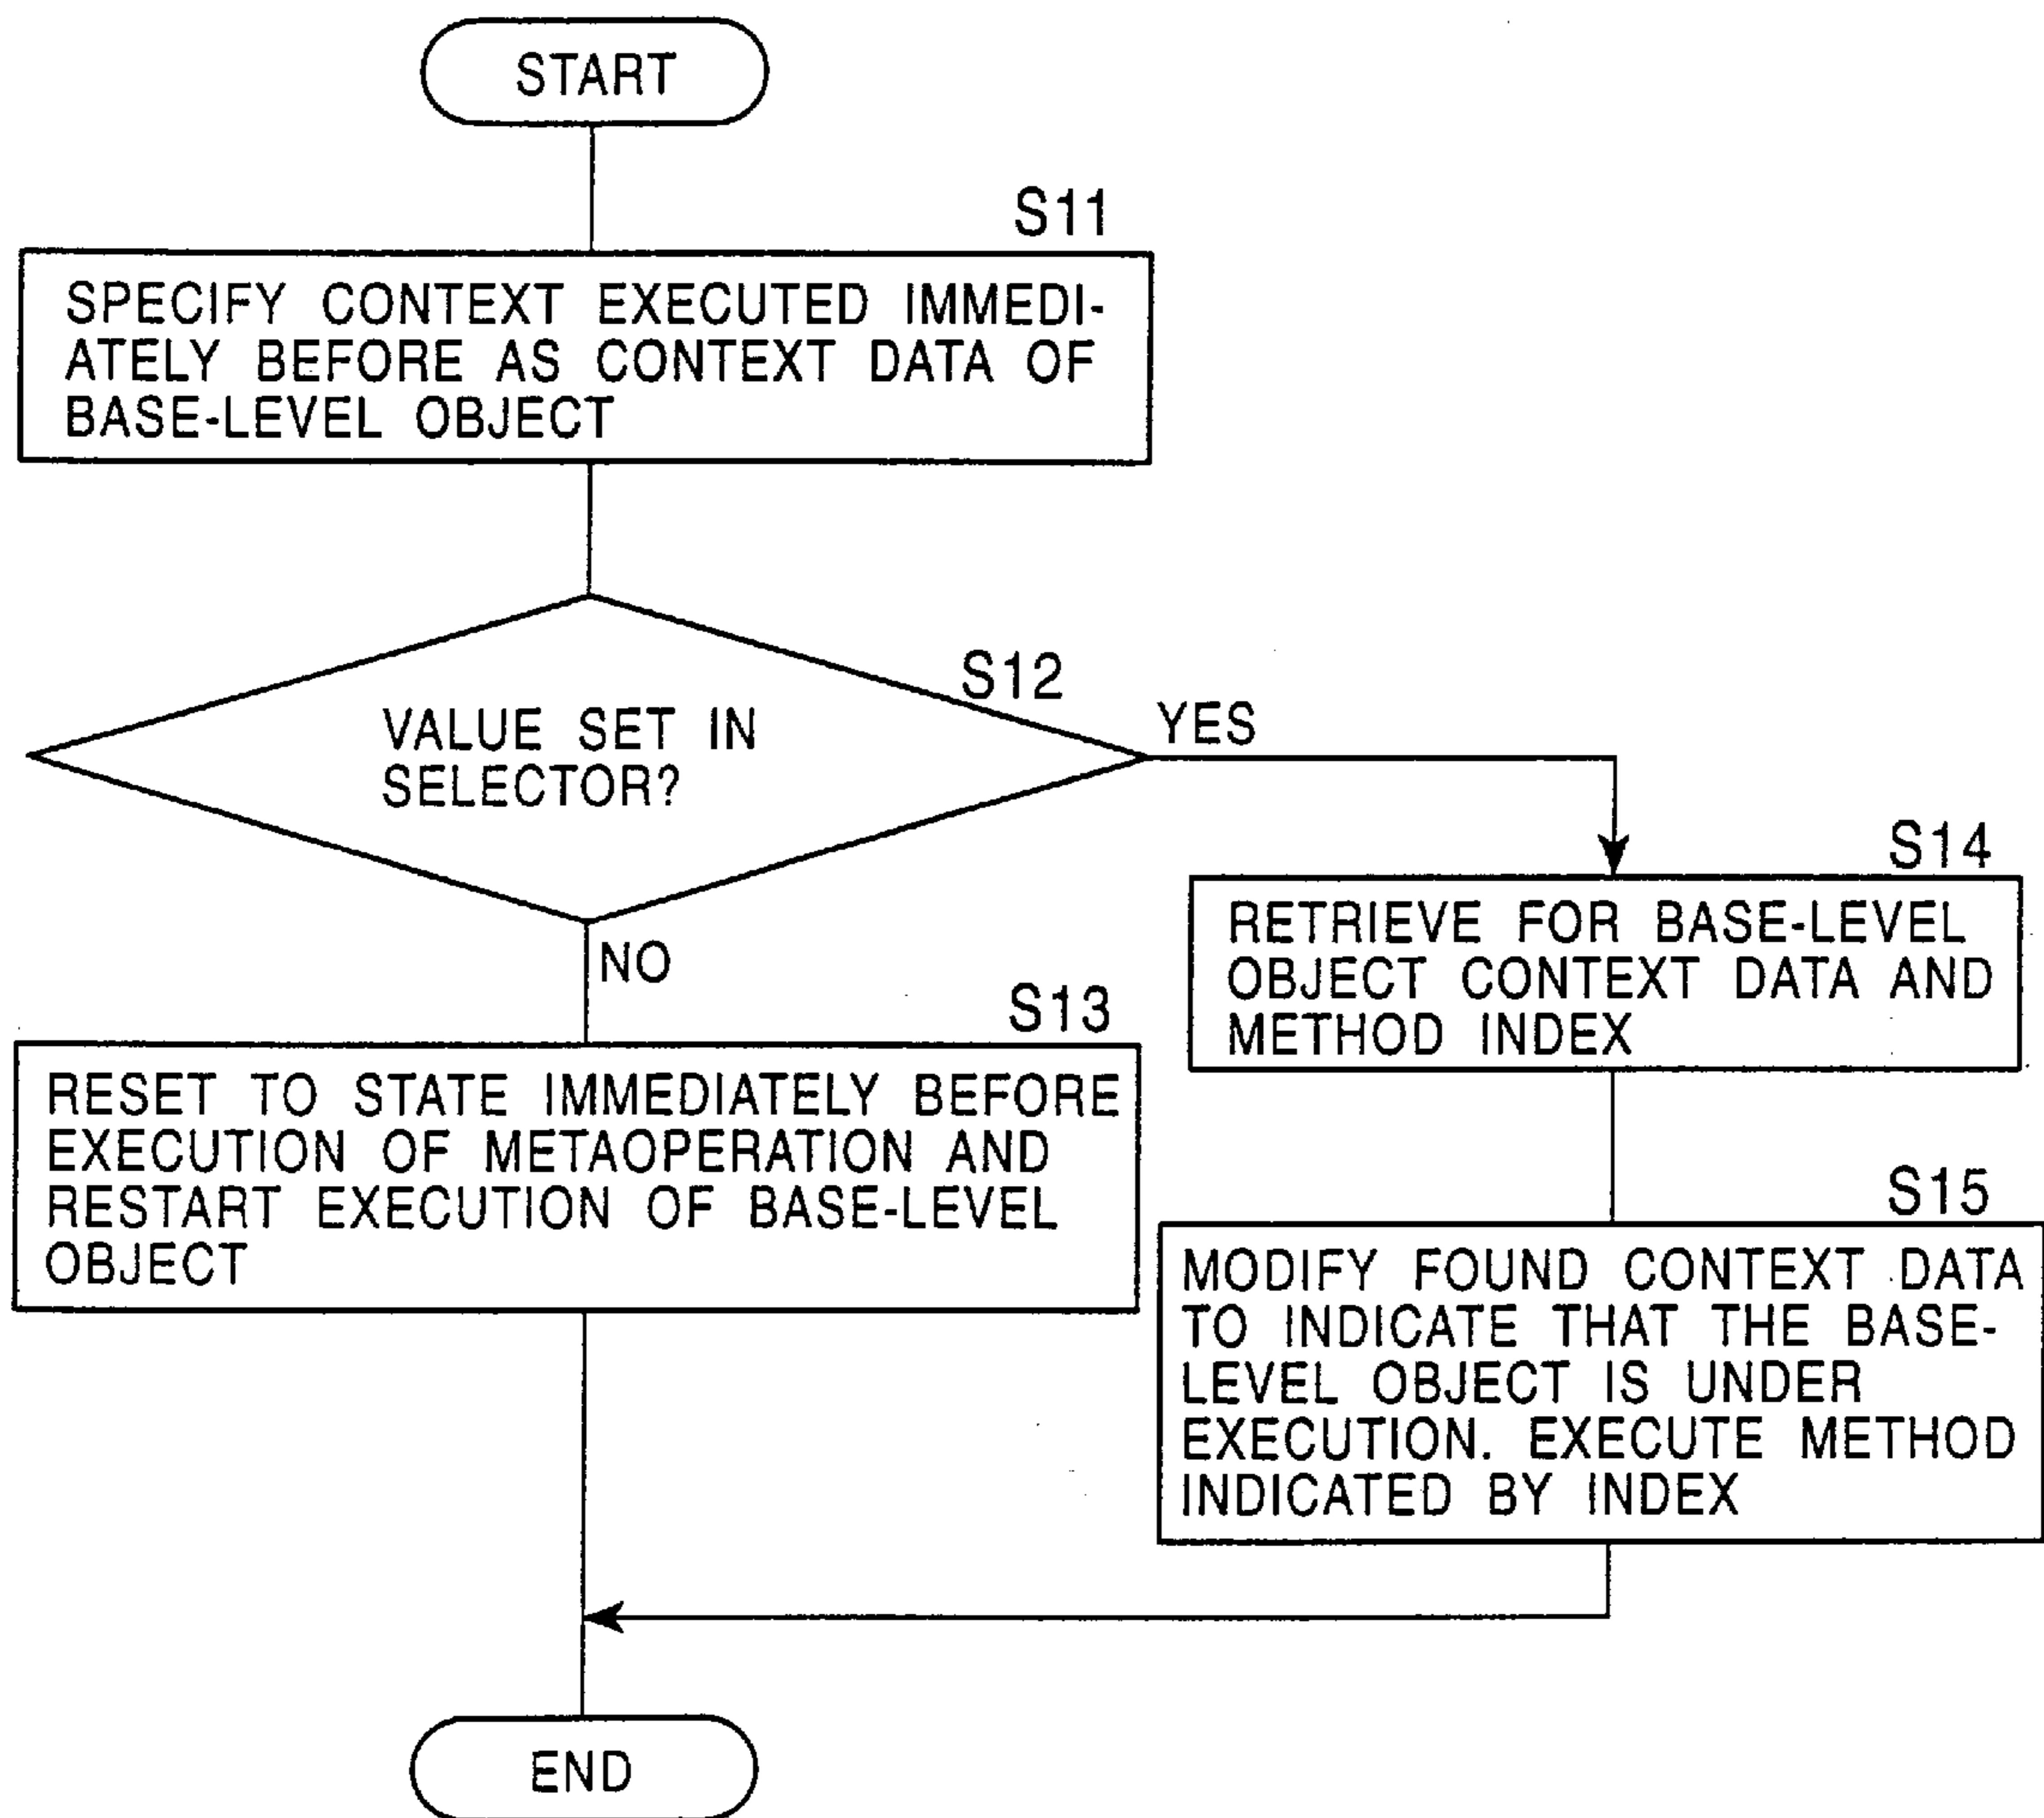 START
S11
SPECIFY CONTEXT EXECUTED IMMEDI-
ATELY BEFORE AS CONTEXT DATA OF
BASE-LEVEL OBJECT
S12
VALUE SET IN
SELECTOR?
YES
NO
S13
RESET TO STATE IMMEDIATELY BEFORE
EXECUTION OF METAOPERATION AND
RESTART EXECUTION OF BASE-LEVEL
OBJECT
S14
RETRIEVE FOR BASE-LEVEL
OBJECT CONTEXT DATA AND
METHOD INDEX
S15
MODIFY FOUND CONTEXT DATA
TO INDICATE THAT THE BASE-
LEVEL OBJECT IS UNDER
EXECUTION. EXECUTE METHOD
INDICATED BY INDEX
END